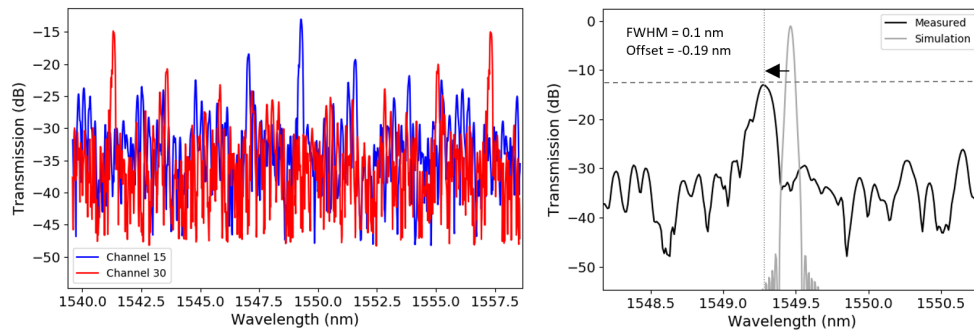 −15
−20
−25
−30
−35
−40
−45
−50
Transmission (dB)
Channel 15
Channel 30
1540.0 1542.5 1545.0 1547.5 1550.0 1552.5 1555.0 1557.5
Wavelength (nm)
0
−10
−20
−30
−40
−50
Transmission (dB)
FWHM = 0.1 nm
Offset = -0.19 nm
Measured
Simulation
1548.5 1549.0 1549.5 1550.0 1550.5
Wavelength (nm)